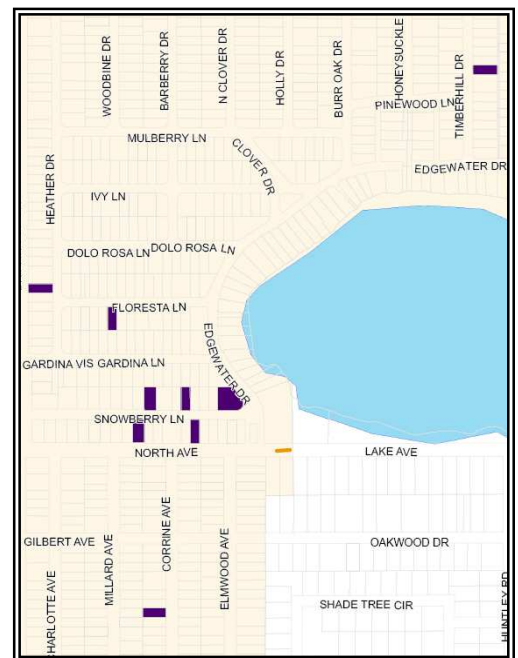 WOODBINE DR
BARBERRY DR
N CLOVER DR
HOLLY DR
BURR OAK DR
HONEYSUCKLE
TIMBERHILL DR
PINEWOOD LN
MULBERRY LN
CLOVER DR
EDGEWATER DR
HEATHER DR
IVY LN
DOLO ROSA LN
DOLO ROSA LN
FLORESTA LN
EDGEWATER DR
GARDINA VIS GARDINA LN
SNOWBERRY LN
NORTH AVE
LAKE AVE
GILBERT AVE
CHARLOTTE AVE
MILLARD AVE
CORRINE AVE
ELMWOOD AVE
OAKWOOD DR
SHADE TREE CIR
HUNTLEY RD